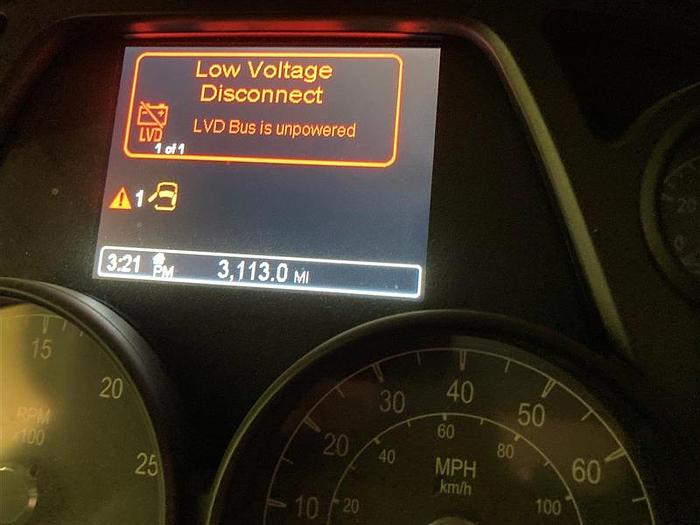 Low Voltage
Disconnect
LVD Bus is unpowered
LVD
1 of 1
1
3:21 PM 3,113.0 MI
15
20
25
RPM
x100
10
20
30
40
50
60
20
40
60
80
100
MPH
km/h